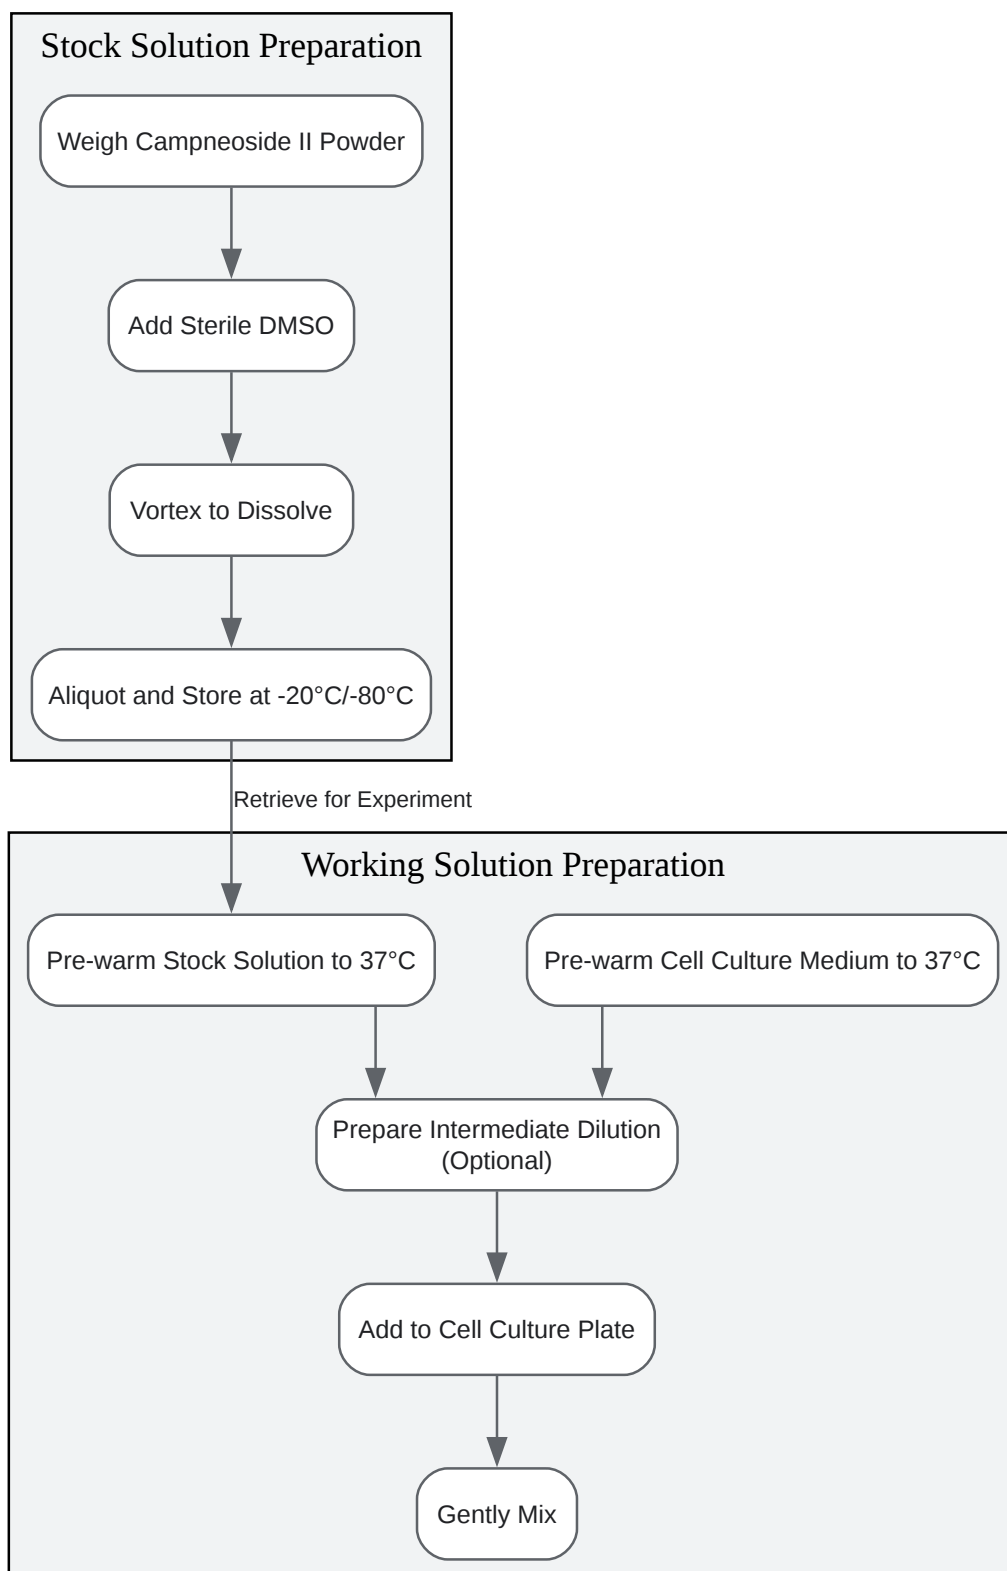 Stock Solution Preparation
Weigh Campneoside II Powder
Add Sterile DMSO
Vortex to Dissolve
Aliquot and Store at -20°C/-80°C
Retrieve for Experiment
Working Solution Preparation
Pre-warm Stock Solution to 37°C
Pre-warm Cell Culture Medium to 37°C
Prepare Intermediate Dilution
(Optional)
Add to Cell Culture Plate
Gently Mix